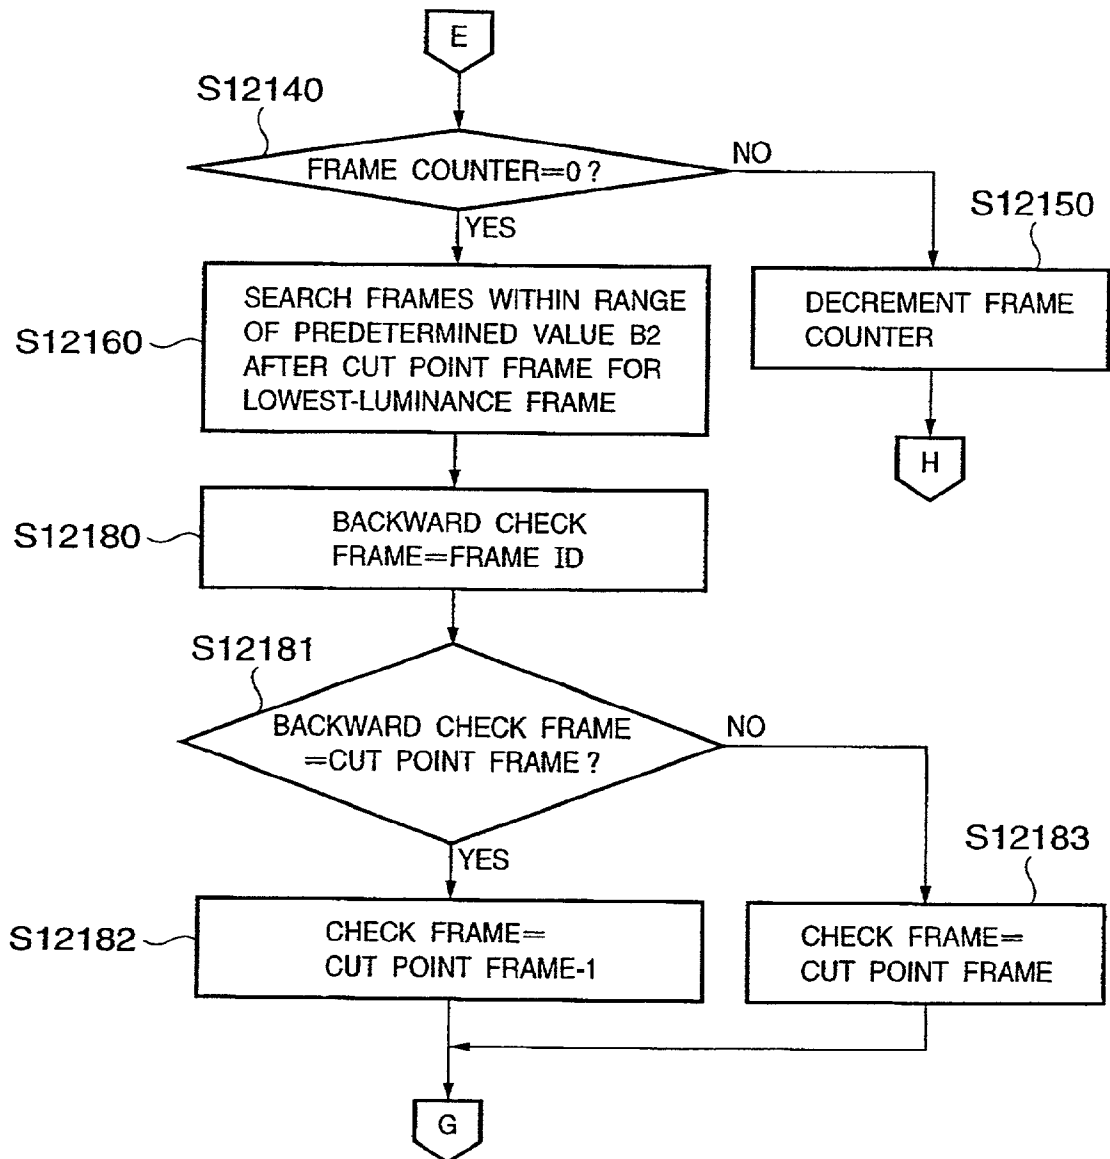 E
S12140
FRAME COUNTER=0?
NO
YES
S12150
SEARCH FRAMES WITHIN RANGE
OF PREDETERMINED VALUE B2
AFTER CUT POINT FRAME FOR
LOWEST-LUMINANCE FRAME
S12160
DECREMENT FRAME
COUNTER
H
S12180
BACKWARD CHECK
FRAME=FRAME ID
S12181
BACKWARD CHECK FRAME
=CUT POINT FRAME?
NO
YES
S12183
S12182
CHECK FRAME=
CUT POINT FRAME-1
CHECK FRAME=
CUT POINT FRAME
G